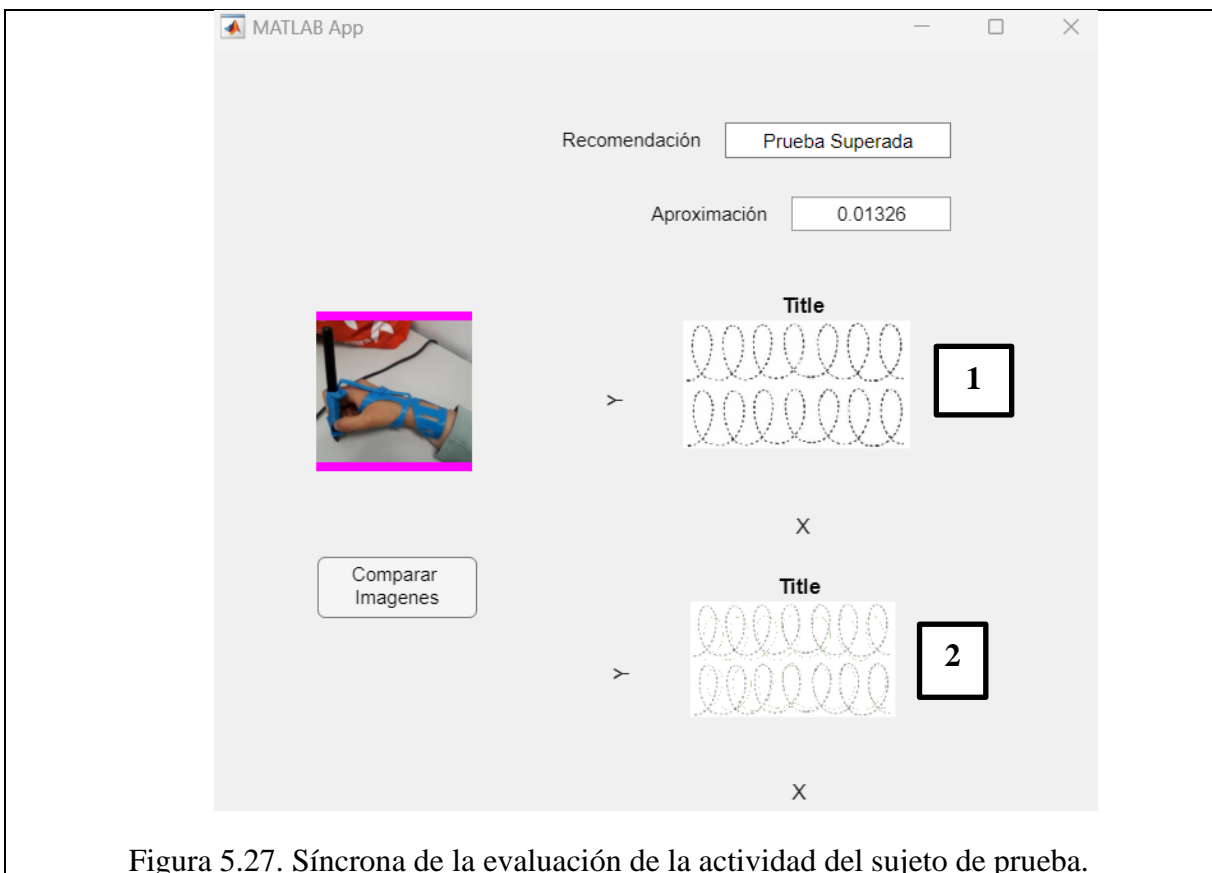 MATLAB App
Recomendación
Prueba Superada
Aproximación
0.01326
Title
1
Y
X
Comparar
Imagenes
Title
2
Y
X
Figura 5.27. Síncrona de la evaluación de la actividad del sujeto de prueba.